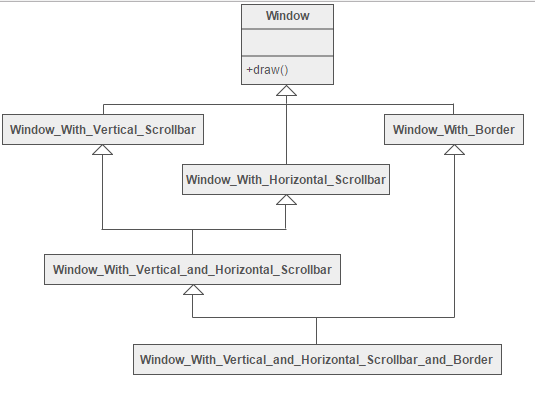 Window
+draw()
Window_With_Vertical_Scrollbar
Window_With_Border
Window_With_Horizontal_Scrollbar
Window_With_Vertical_and_Horizontal_Scrollbar
Window_With_Vertical_and_Horizontal_Scrollbar_and_Border